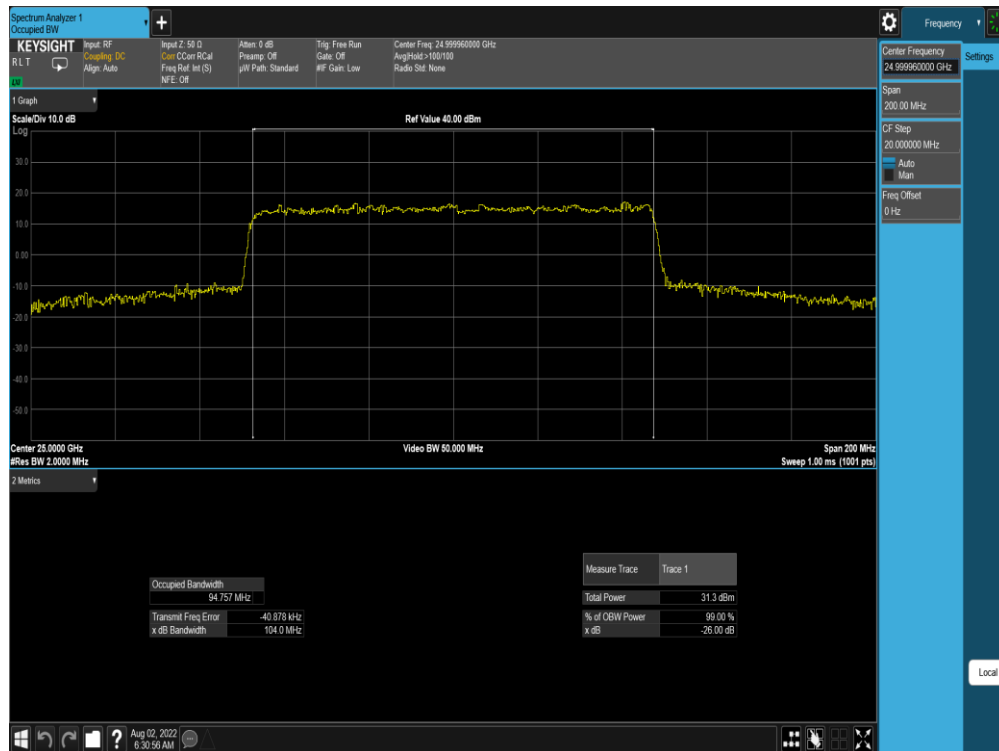 Spectrum Analyzer 1
Occupied BW
Frequency
KEYSIGHT
R L T
LXI
Input: RF
Coupling: DC
Align: Auto
Input Z: 50 Ω
Corr CCorr RCal
Freq Ref: Int (S)
NFE: Off
Atten: 0 dB
Preamp: Off
µW Path: Standard
Trig: Free Run
Gate: Off
#IF Gain: Low
Center Freq: 24.999960000 GHz
Avg|Hold:>100/100
Radio Std: None
Center Frequency
24.999960000 GHz
Settings
Span
200.00 MHz
CF Step
20.000000 MHz
Auto
Man
Freq Offset
0 Hz
1 Graph
Scale/Div 10.0 dB
Ref Value 40.00 dBm
Log
30.0
20.0
10.0
0.00
-10.0
-20.0
-30.0
-40.0
-50.0
Center 25.0000 GHz
Video BW 50.000 MHz
Span 200 MHz
#Res BW 2.0000 MHz
Sweep 1.00 ms (1001 pts)
2 Metrics
Occupied Bandwidth
94.757 MHz
Transmit Freq Error -40.878 kHz
x dB Bandwidth 104.0 MHz
Measure Trace Trace 1
Total Power 31.3 dBm
% of OBW Power 99.00 %
x dB -26.00 dB
Local
?
Aug 02, 2022
6:30:56 AM